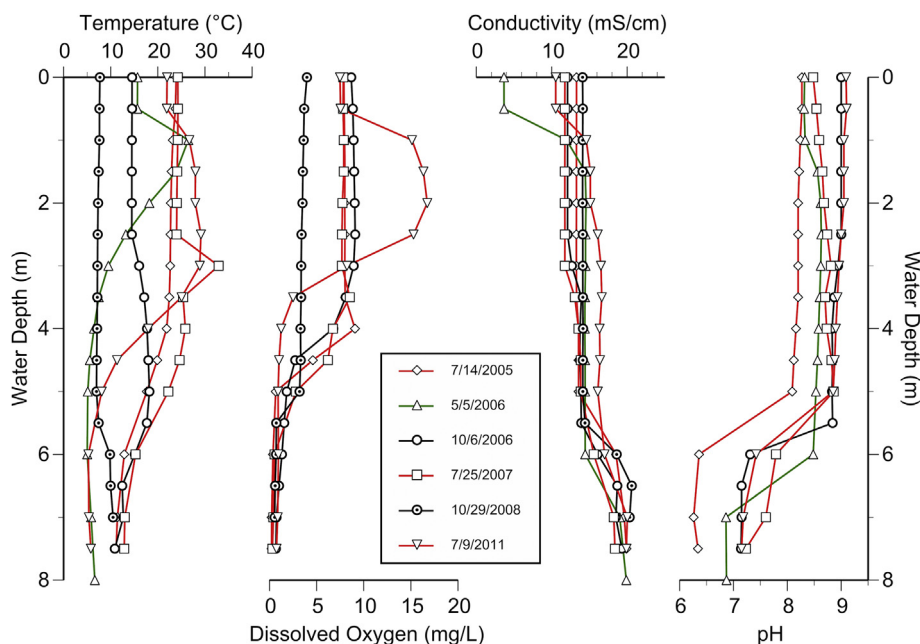 Temperature (°C)
0 10 20 30 40
Conductivity (mS/cm)
0 10 20
0
2
4
6
8
Water Depth (m)
0
2
4
6
8
Water Depth (m)
7/14/2005
5/5/2006
10/6/2006
7/25/2007
10/29/2008
7/9/2011
0 5 10 15 20
Dissolved Oxygen (mg/L)
6 7 8 9
pH